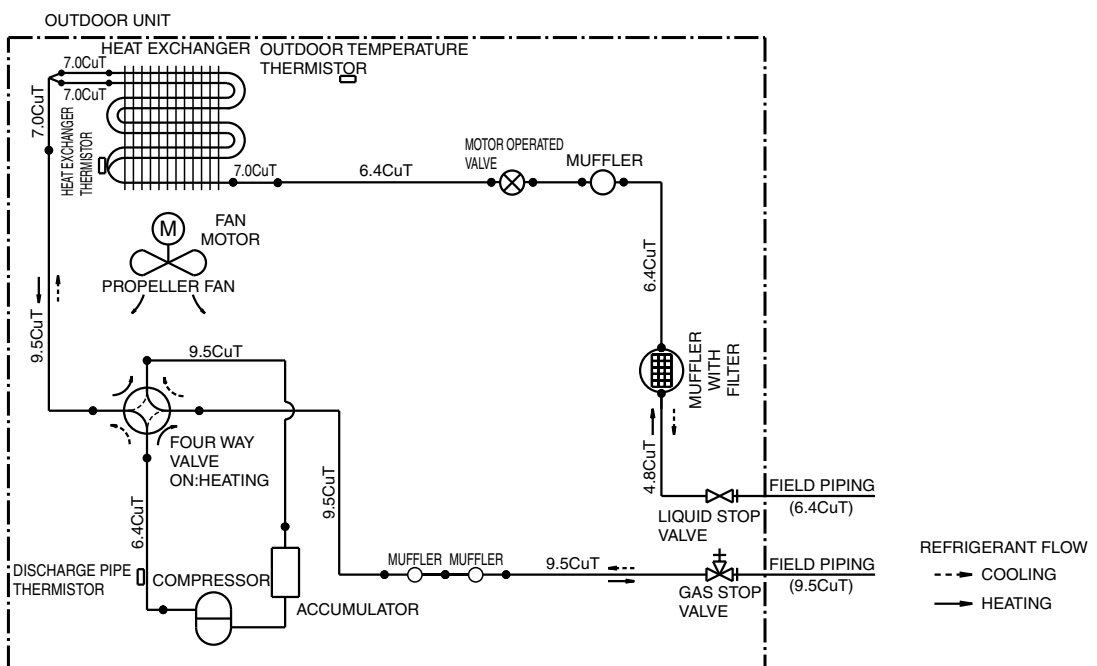 OUTDOOR UNIT
HEAT EXCHANGER
OUTDOOR TEMPERATURE
THERMISTOR
7.0CuT
7.0CuT
7.0CuT
HEAT EXCHANGER
THERMISTOR
7.0CuT
6.4CuT
MOTOR OPERATED
VALVE
MUFFLER
M
FAN
MOTOR
PROPELLER FAN
6.4CuT
9.5CuT
9.5CuT
MUFFLER
WITH
FILTER
FOUR WAY
VALVE
ON:HEATING
4.8CuT
9.5CuT
6.4CuT
LIQUID STOP
VALVE
FIELD PIPING
(6.4CuT)
DISCHARGE PIPE
THERMISTOR
COMPRESSOR
ACCUMULATOR
MUFFLER
MUFFLER
9.5CuT
GAS STOP
VALVE
FIELD PIPING
(9.5CuT)
REFRIGERANT FLOW
COOLING
HEATING